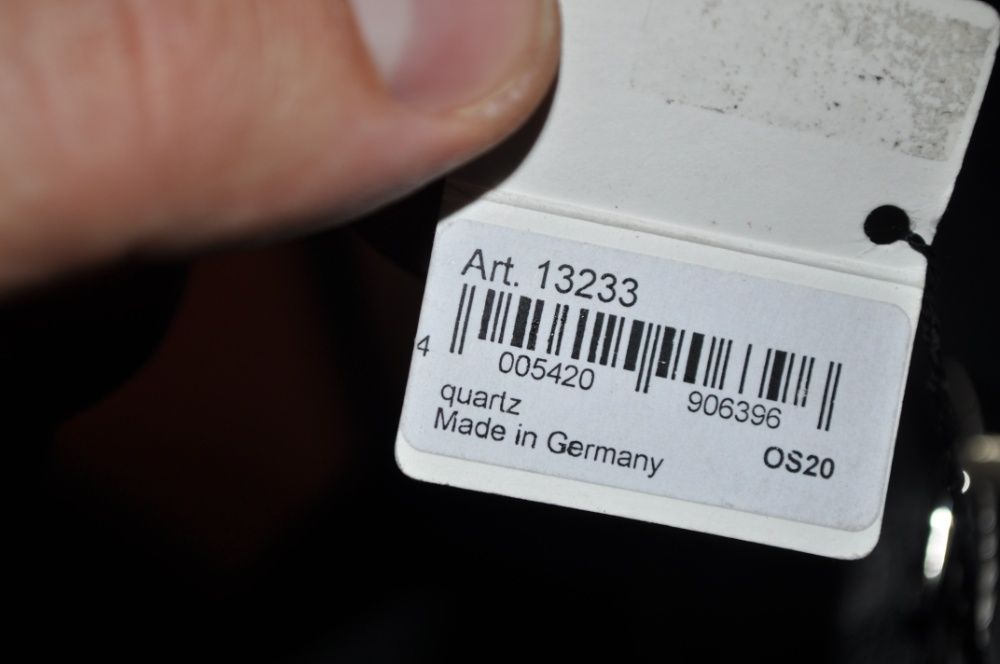 Art. 13233
4 005420 906396
quartz
Made in Germany
OS20